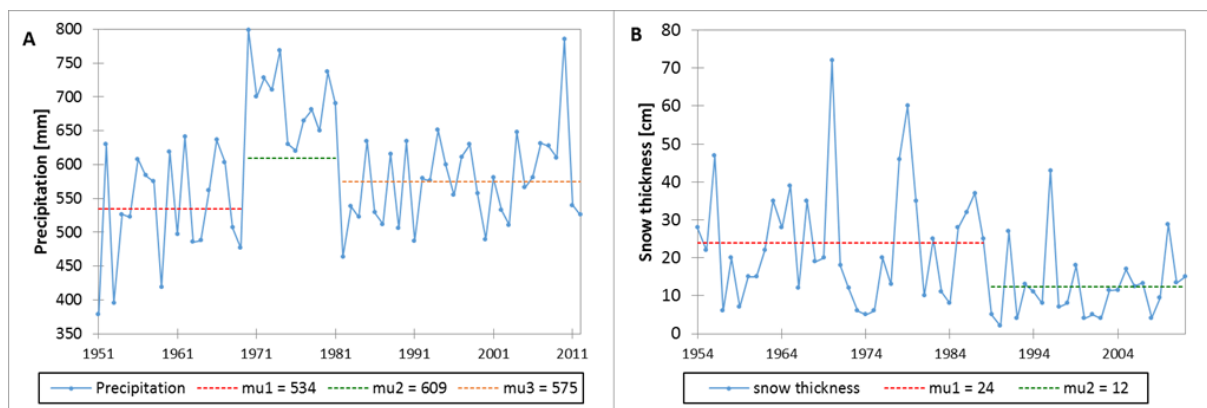 A
Precipitation [mm]
800
750
700
650
600
550
500
450
400
350
1951 1961 1971 1981 1991 2001 2011
Precipitation mu1 = 534 mu2 = 609 mu3 = 575
B
Snow thickness [cm]
80
70
60
50
40
30
20
10
0
1954 1964 1974 1984 1994 2004
snow thickness mu1 = 24 mu2 = 12